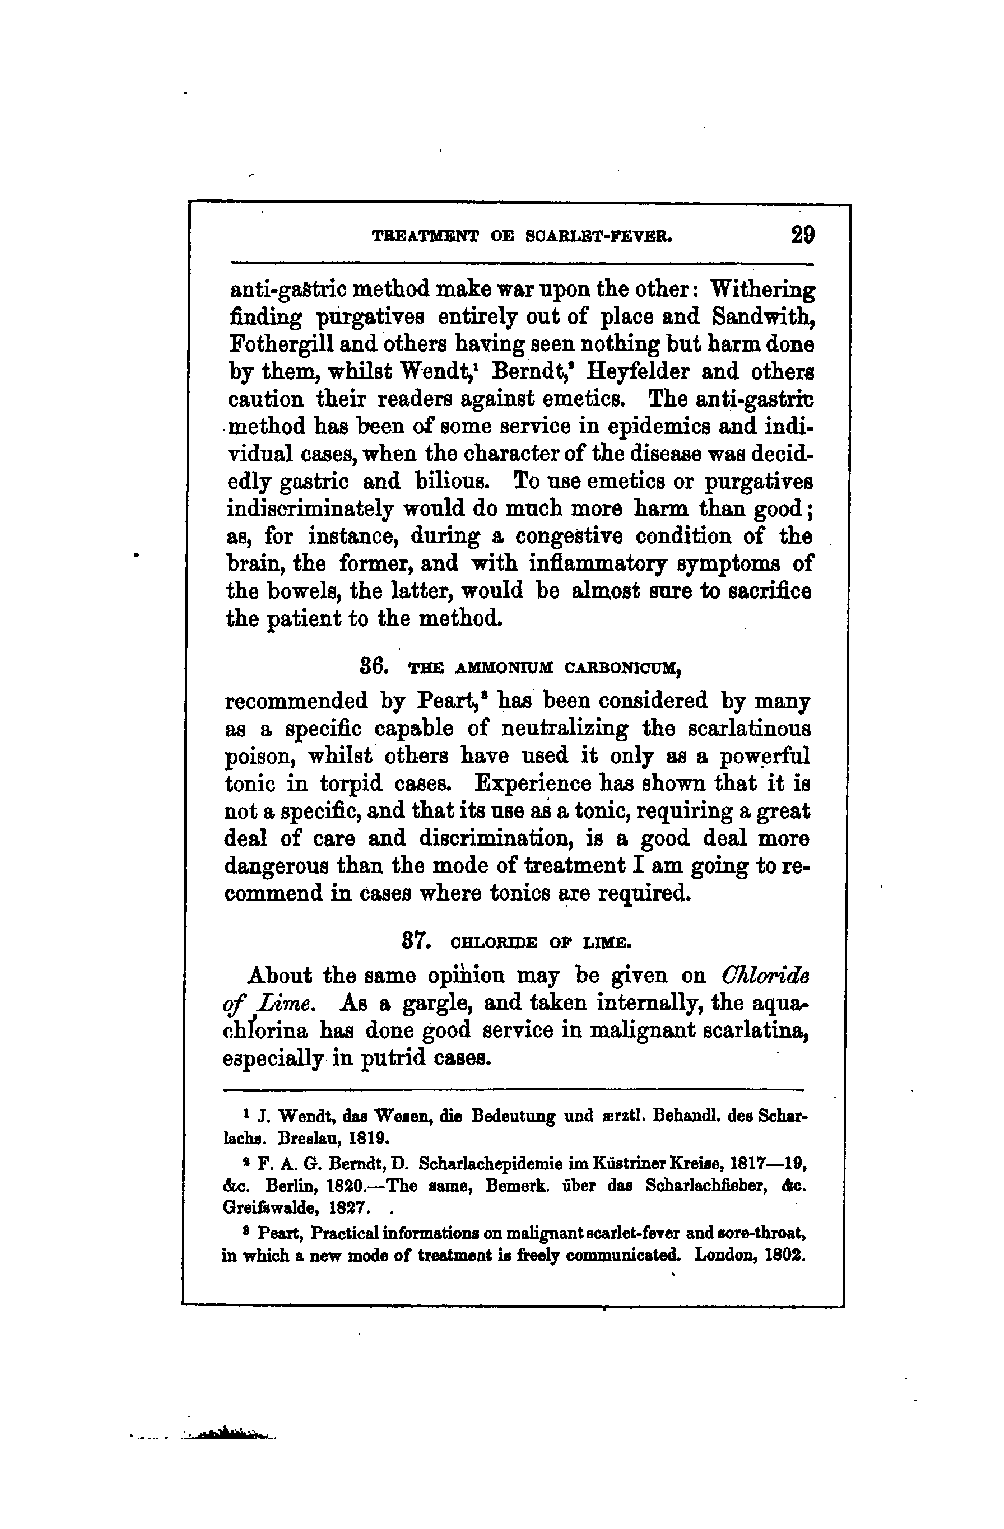 TREATMENT OE SCARLET-FEVER. 29
anti-gastric method make war upon the other: Withering
finding purgatives entirely out of place and Sandwith,
Fothergill and others having seen nothing but harm done
by them, whilst Wendt,¹ Berndt,² Heyfelder and others
caution their readers against emetics. The anti-gastric
method has been of some service in epidemics and indi-
vidual cases, when the character of the disease was decid-
edly gastric and bilious. To use emetics or purgatives
indiscriminately would do much more harm than good;
as, for instance, during a congestive condition of the
brain, the former, and with inflammatory symptoms of
the bowels, the latter, would be almost sure to sacrifice
the patient to the method.
36. THE AMMONIUM CARBONICUM,
recommended by Peart,³ has been considered by many
as a specific capable of neutralizing the scarlatinous
poison, whilst others have used it only as a powerful
tonic in torpid cases. Experience has shown that it is
not a specific, and that its use as a tonic, requiring a great
deal of care and discrimination, is a good deal more
dangerous than the mode of treatment I am going to re-
commend in cases where tonics are required.
37. CHLORIDE OF LIME.
About the same opinion may be given on Chloride
of Lime. As a gargle, and taken internally, the aqua-
chlorina has done good service in malignant scarlatina,
especially in putrid cases.
¹ J. Wendt, das Wesen, die Bedeutung und ærztl. Behandl. des Schar-
lachs. Breslau, 1819.
² F. A. G. Berndt, D. Scharlachepidemie im Küstriner Kreise, 1817—19,
&c. Berlin, 1820.—The same, Bemerk. über das Scharlachfieber, &c.
Greifswalde, 1827.
³ Peart, Practical informations on malignant scarlet-fever and sore-throat,
in which a new mode of treatment is freely communicated. London, 1802.